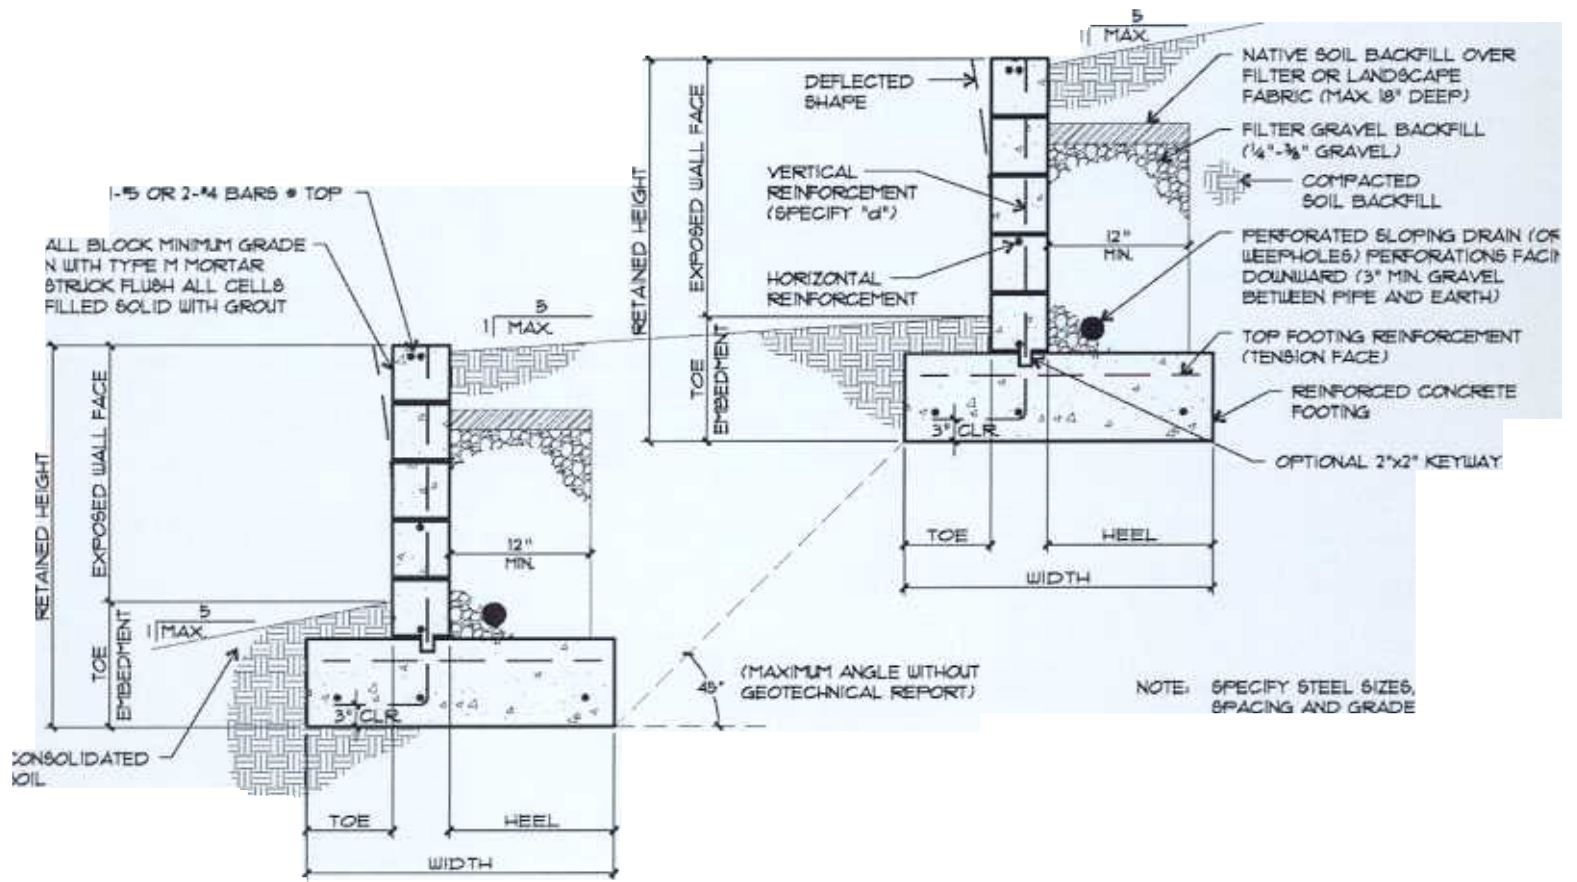 5
1 MAX.
NATIVE SOIL BACKFILL OVER
FILTER OR LANDSCAPE
FABRIC (MAX. 18" DEEP)
DEFLECTED
SHAPE
FILTER GRAVEL BACKFILL
(1/4"-3/8" GRAVEL)
COMPACTED
SOIL BACKFILL
VERTICAL
REINFORCEMENT
(SPECIFY "d")
12"
MIN.
PERFORATED SLOPING DRAIN (OR
WEEPHOLES) PERFORATIONS FACIN
DOWNWARD (3" MIN. GRAVEL
BETWEEN PIPE AND EARTH)
HORIZONTAL
REINFORCEMENT
TOP FOOTING REINFORCEMENT
(TENSION FACE)
REINFORCED CONCRETE
FOOTING
OPTIONAL 2"x2" KEYWAY
3" CLR.
RETAINED HEIGHT
EXPOSED WALL FACE
TOE
EMBEDMENT
TOE
HEEL
WIDTH
1-#5 OR 2-#4 BARS @ TOP
ALL BLOCK MINIMUM GRADE
N WITH TYPE M MORTAR
STRUCK FLUSH ALL CELLS
FILLED SOLID WITH GROUT
5
1 MAX.
RETAINED HEIGHT
EXPOSED WALL FACE
TOE
EMBEDMENT
12"
MIN.
5
1 MAX.
3" CLR.
CONSOLIDATED
SOIL
TOE
HEEL
WIDTH
45°
(MAXIMUM ANGLE WITHOUT
GEOTECHNICAL REPORT)
NOTE: SPECIFY STEEL SIZES,
SPACING AND GRADE